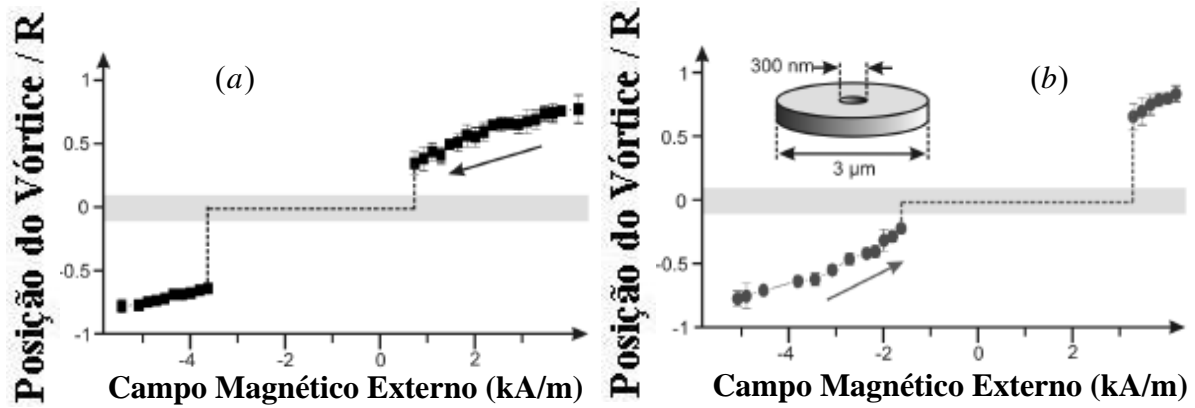 Posição do Vórtice / R
(a)
1
0.5
0
-0.5
-1
-4
-2
0
2
Campo Magnético Externo (kA/m)
Posição do Vórtice / R
300 nm
(b)
3 µm
1
0.5
0
-0.5
-1
-4
-2
0
2
Campo Magnético Externo (kA/m)